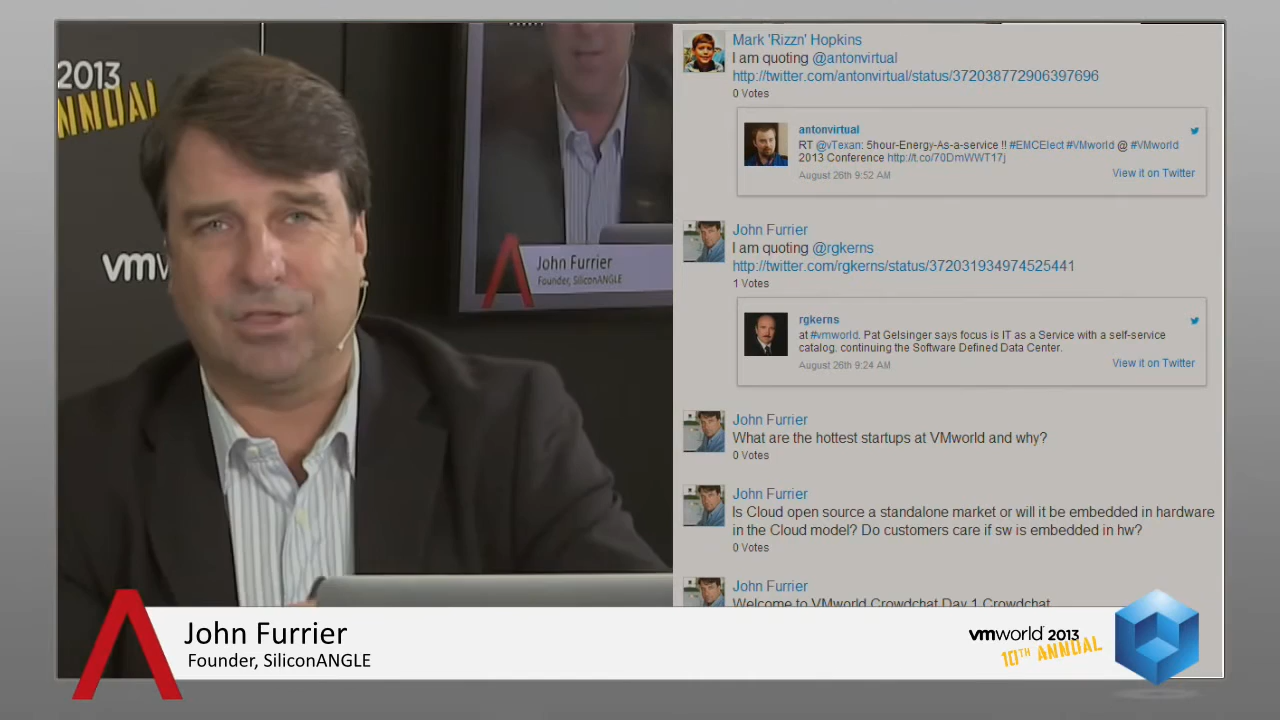 2013
ANNUAL
vmw
John Furrier
Founder, SiliconANGLE
Mark 'Rizzn' Hopkins
I am quoting @antonvirtual
http://twitter.com/antonvirtual/status/372038772906397696
0 Votes
antonvirtual
RT @vTexan: 5hour-Energy-As-a-service !! #EMCElect #VMworld @ #VMworld
2013 Conference http://t.co/70DmWWT17j
August 26th 9:52 AM
View it on Twitter
John Furrier
I am quoting @rgkerns
http://twitter.com/rgkerns/status/372031934974525441
1 Votes
rgkerns
at #vmworld. Pat Gelsinger says focus is IT as a Service with a self-service
catalog. continuing the Software Defined Data Center.
August 26th 9:24 AM
View it on Twitter
John Furrier
What are the hottest startups at VMworld and why?
0 Votes
John Furrier
Is Cloud open source a standalone market or will it be embedded in hardware
in the Cloud model? Do customers care if sw is embedded in hw?
0 Votes
John Furrier
Welcome to VMworld Crowdchat Day 1 Crowdchat
John Furrier
Founder, SiliconANGLE
vmworld 2013
10TH ANNUAL